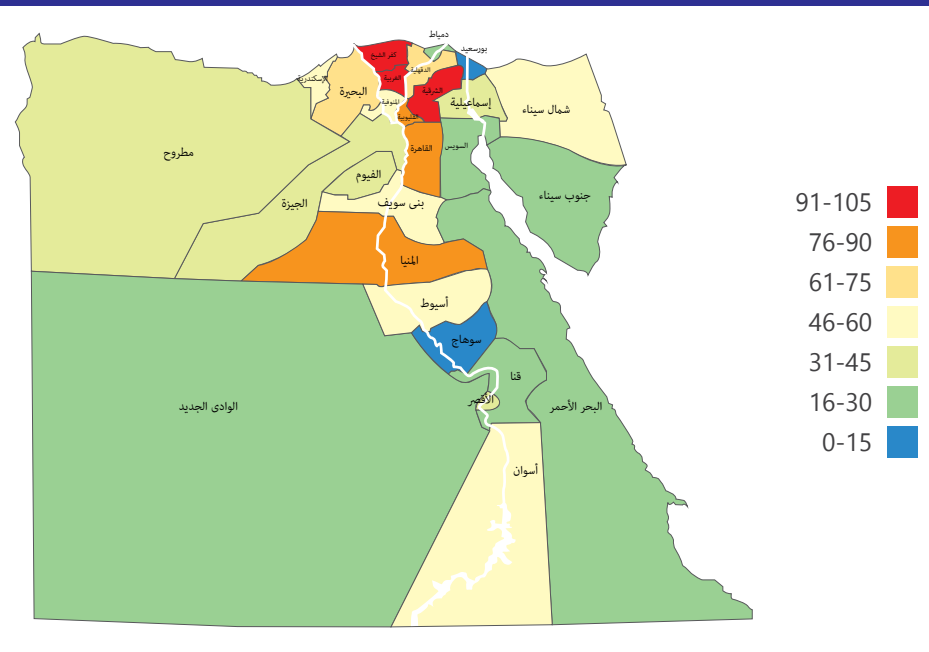 دمياط
بورسعيد
كفر الشيخ
الإسكندرية
الدقهلية
الغربية
البحيرة
الشرقية
المنوفية
إسماعيلية
شمال سيناء
القليوبية
السويس
القاهرة
مطروح
الفيوم
جنوب سيناء
الجيزة
بنى سويف
المنيا
أسيوط
سوهاج
قنا
الأقصر
الوادى الجديد
البحر الأحمر
أسوان
91-105
76-90
61-75
46-60
31-45
16-30
0-15